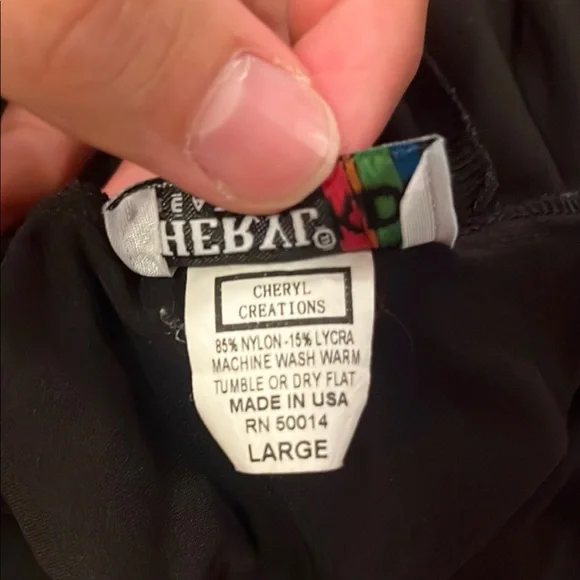 HERYL®
CHERYL
CREATIONS
85% NYLON-15% LYCRA
MACHINE WASH WARM
TUMBLE OR DRY FLAT
MADE IN USA
RN 50014
LARGE